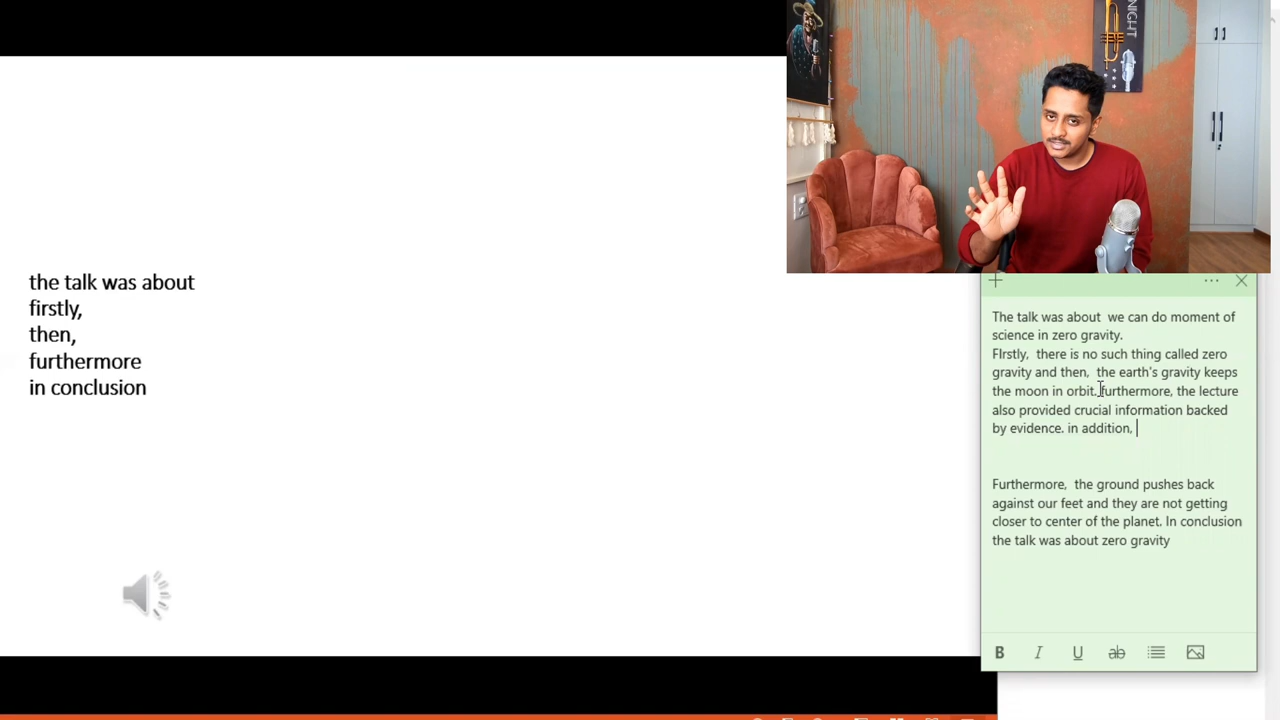 NIGHT
the talk was about
firstly,
then,
furthermore
in conclusion
The talk was about  we can do moment of
science in zero gravity.
FIrstly,  there is no such thing called zero
gravity and then,  the earth's gravity keeps
the moon in orbit. furthermore, the lecture
also provided crucial information backed
by evidence. in addition,
Furthermore,  the ground pushes back
against our feet and they are not getting
closer to center of the planet. In conclusion
the talk was about zero gravity
B I U ab